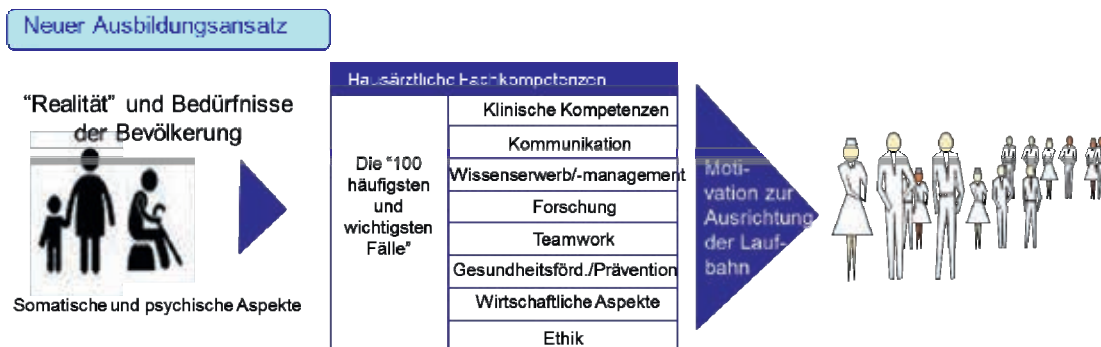 Neuer Ausbildungsansatz
“Realität” und Bedürfnisse
der Bevölkerung
Somatische und psychische Aspekte
Hausärztliche Fachkompetenzen
Die “100
häufigsten
und
wichtigsten
Fälle”
Klinische Kompetenzen
Kommunikation
Wissenserwerb/-management
Forschung
Teamwork
Gesundheitsförd./Prävention
Wirtschaftliche Aspekte
Ethik
Moti-
vation zur
Ausrichtung
der Lauf-
bahn